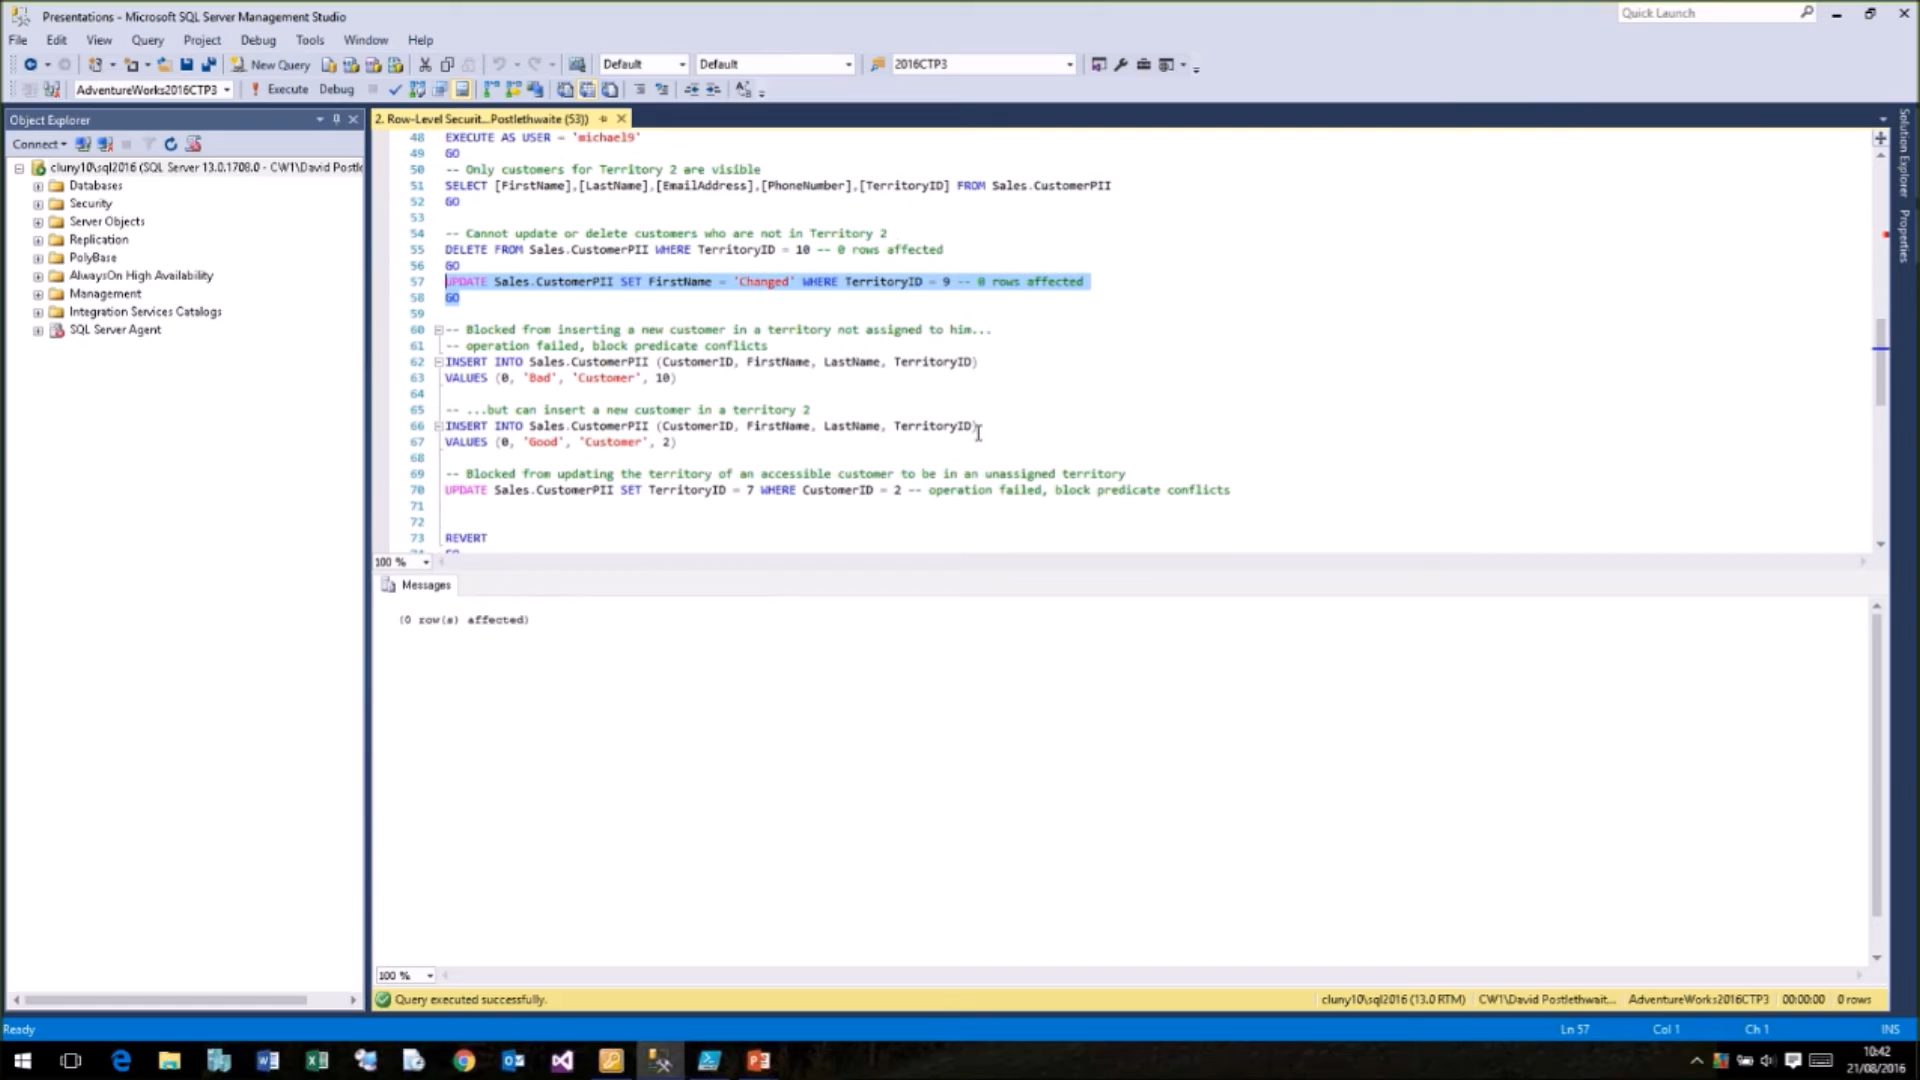 Presentations - Microsoft SQL Server Management Studio
Quick Launch
File Edit View Query Project Debug Tools Window Help
New Query Default Default 2016CTP3
AdventureWorks2016CTP3 Execute Debug
Object Explorer
Connect
cluny10\sql2016 (SQL Server 13.0.1708.0 - CW1\David Postle
Databases
Security
Server Objects
Replication
PolyBase
AlwaysOn High Availability
Management
Integration Services Catalogs
SQL Server Agent
2. Row-Level Securit...Postlethwaite (53))
48 EXECUTE AS USER = 'michael9'
49 GO
50 -- Only customers for Territory 2 are visible
51 SELECT [FirstName],[LastName],[EmailAddress],[PhoneNumber],[TerritoryID] FROM Sales.CustomerPII
52 GO
53
54 -- Cannot update or delete customers who are not in Territory 2
55 DELETE FROM Sales.CustomerPII WHERE TerritoryID = 10 -- 0 rows affected
56 GO
57 UPDATE Sales.CustomerPII SET FirstName = 'Changed' WHERE TerritoryID = 9 -- 0 rows affected
58 GO
59
60 -- Blocked from inserting a new customer in a territory not assigned to him...
61 -- operation failed, block predicate conflicts
62 INSERT INTO Sales.CustomerPII (CustomerID, FirstName, LastName, TerritoryID)
63 VALUES (0, 'Bad', 'Customer', 10)
64
65 -- ...but can insert a new customer in a territory 2
66 INSERT INTO Sales.CustomerPII (CustomerID, FirstName, LastName, TerritoryID)
67 VALUES (0, 'Good', 'Customer', 2)
68
69 -- Blocked from updating the territory of an accessible customer to be in an unassigned territory
70 UPDATE Sales.CustomerPII SET TerritoryID = 7 WHERE CustomerID = 2 -- operation failed, block predicate conflicts
71
72
73 REVERT
100 %
Messages
(0 row(s) affected)
100 %
Query executed successfully. cluny10\sql2016 (13.0 RTM) CW1\David Postlethwait... AdventureWorks2016CTP3 00:00:00 0 rows
Ready Ln 57 Col 1 Ch 1 INS
10:42
21/08/2016
Solution Explorer
Properties